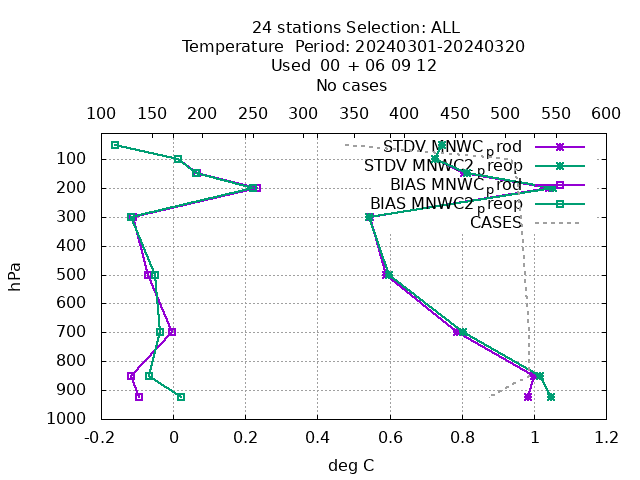 24 stations Selection: ALL
Temperature  Period: 20240301-20240320
Used  00 + 06 09 12
No cases
100 150 200 250 300 350 400 450 500 550 600
STDV MNWC_prod
STDV MNWC2_preop
BIAS MNWC_prod
BIAS MNWC2_preop
CASES
hPa
100
200
300
400
500
600
700
800
900
1000
-0.2 0 0.2 0.4 0.6 0.8 1 1.2
deg C